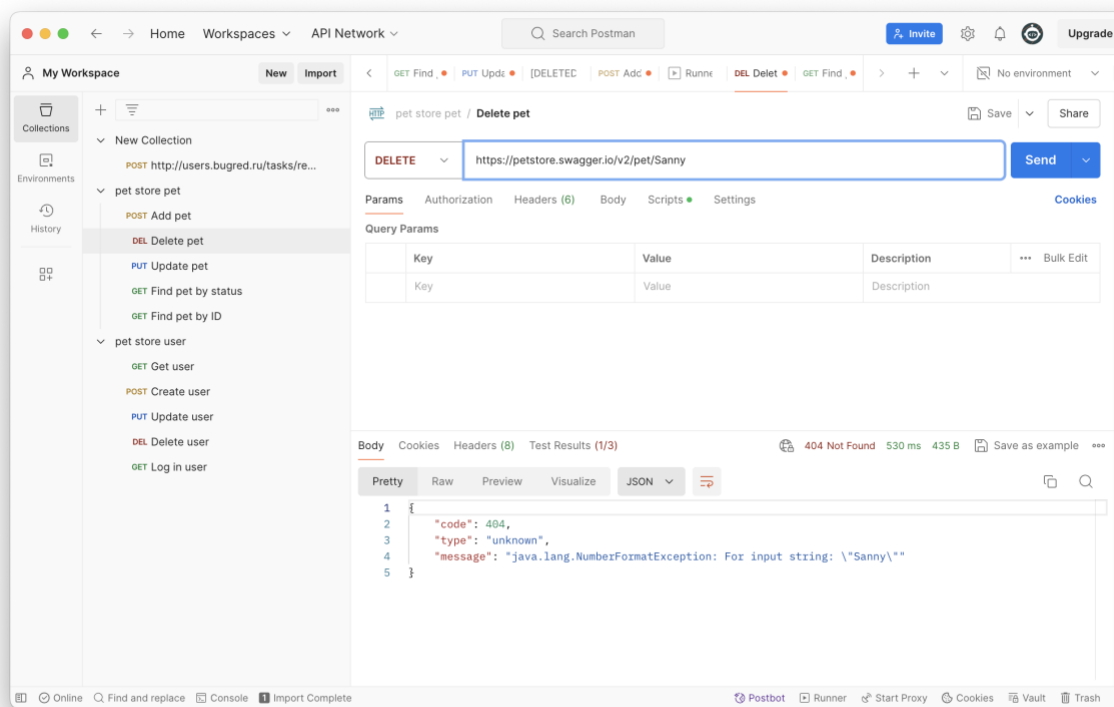 Home Workspaces API Network Search Postman Invite Upgrade
My Workspace New Import GET Find PUT Upda [DELETED POST Add Runne DEL Delet GET Find No environment
Collections
Environments
History
New Collection
POST http://users.bugred.ru/tasks/re...
pet store pet
POST Add pet
DEL Delete pet
PUT Update pet
GET Find pet by status
GET Find pet by ID
pet store user
GET Get user
POST Create user
PUT Update user
DEL Delete user
GET Log in user
HTTP pet store pet / Delete pet Save Share
DELETE https://petstore.swagger.io/v2/pet/Sanny Send
Params Authorization Headers (6) Body Scripts Settings Cookies
Query Params
Key Value Description Bulk Edit
Key Value Description
Body Cookies Headers (8) Test Results (1/3) 404 Not Found 530 ms 435 B Save as example
Pretty Raw Preview Visualize JSON
1 {
2 "code": 404,
3 "type": "unknown",
4 "message": "java.lang.NumberFormatException: For input string: \"Sanny\""
5 }
Online Find and replace Console 1 Import Complete Postbot Runner Start Proxy Cookies Vault Trash